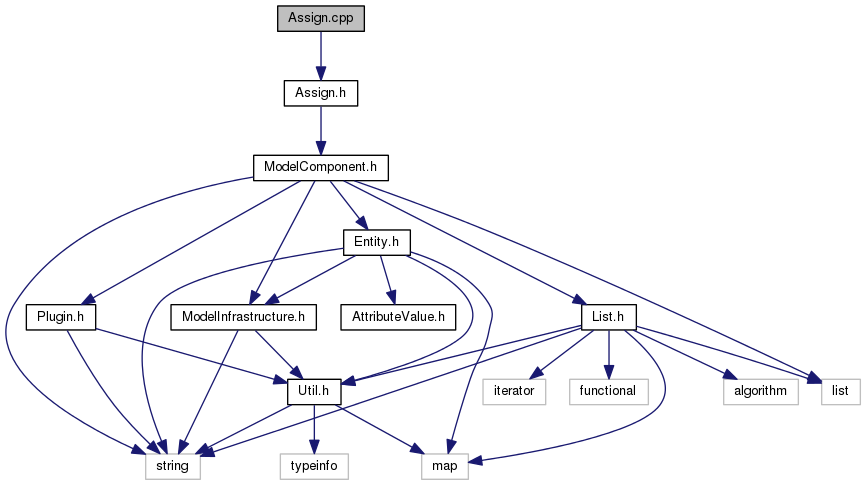 Assign.cpp
Assign.h
ModelComponent.h
Entity.h
Plugin.h
ModelInfrastructure.h
AttributeValue.h
List.h
Util.h
iterator
functional
algorithm
list
string
typeinfo
map